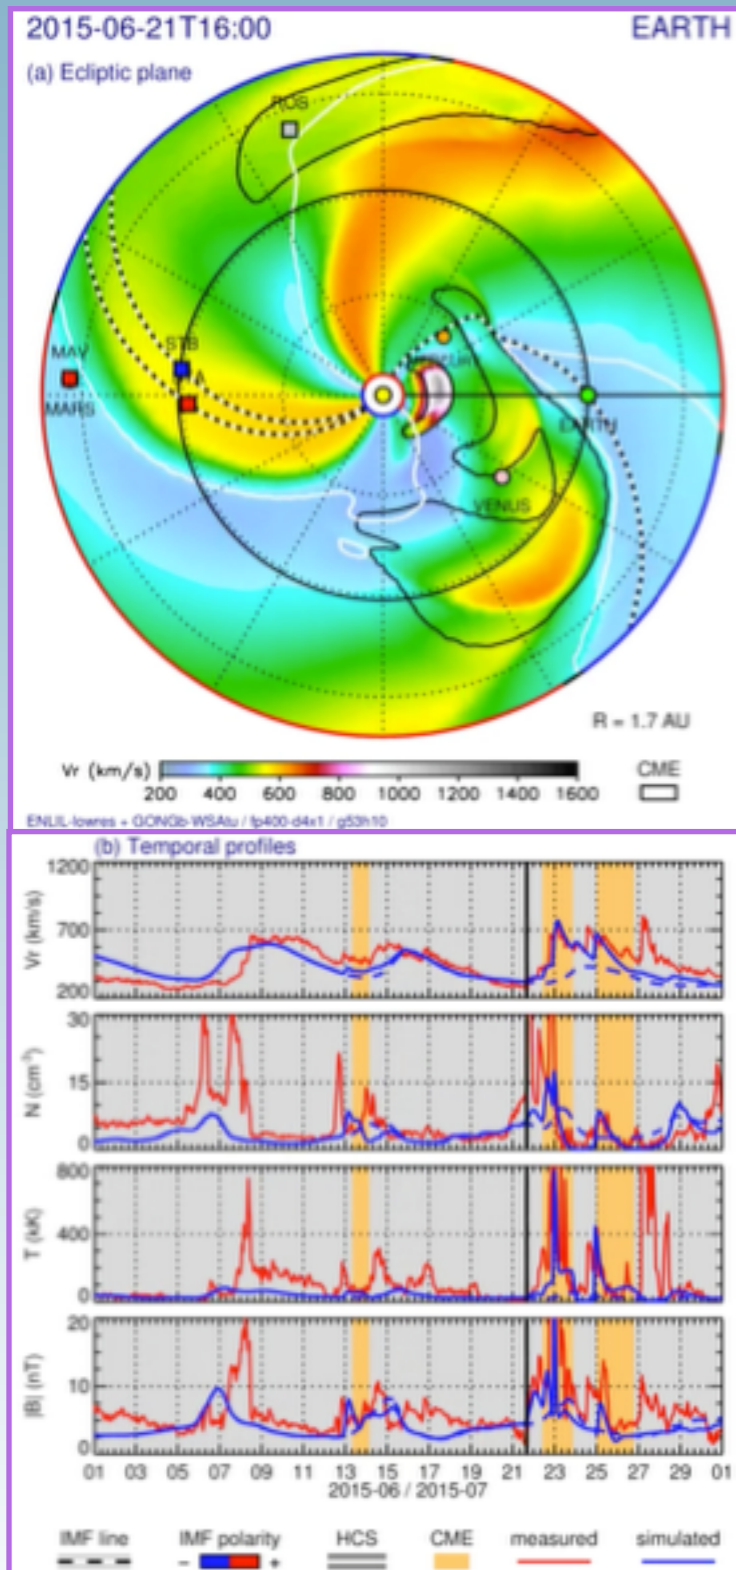 2015-06-21T16:00 EARTH
(a) Ecliptic plane
ROS
STB
MAV
MARS
EARTH
VENUS
R = 1.7 AU
Vr (km/s)
200 400 600 800 1000 1200 1400 1600
CME
ENLIL-lowres + GONGb-WSAtu / fp400-d4x1 / g53h10
(b) Temporal profiles
Vr (km/s)
1200
700
200
N (cm⁻³)
30
15
0
T (kK)
800
400
0
|B| (nT)
20
10
0
01 03 05 07 09 11 13 15 17 19 21 23 25 27 29 01
2015-06 / 2015-07
IMF line IMF polarity HCS CME measured simulated
- +